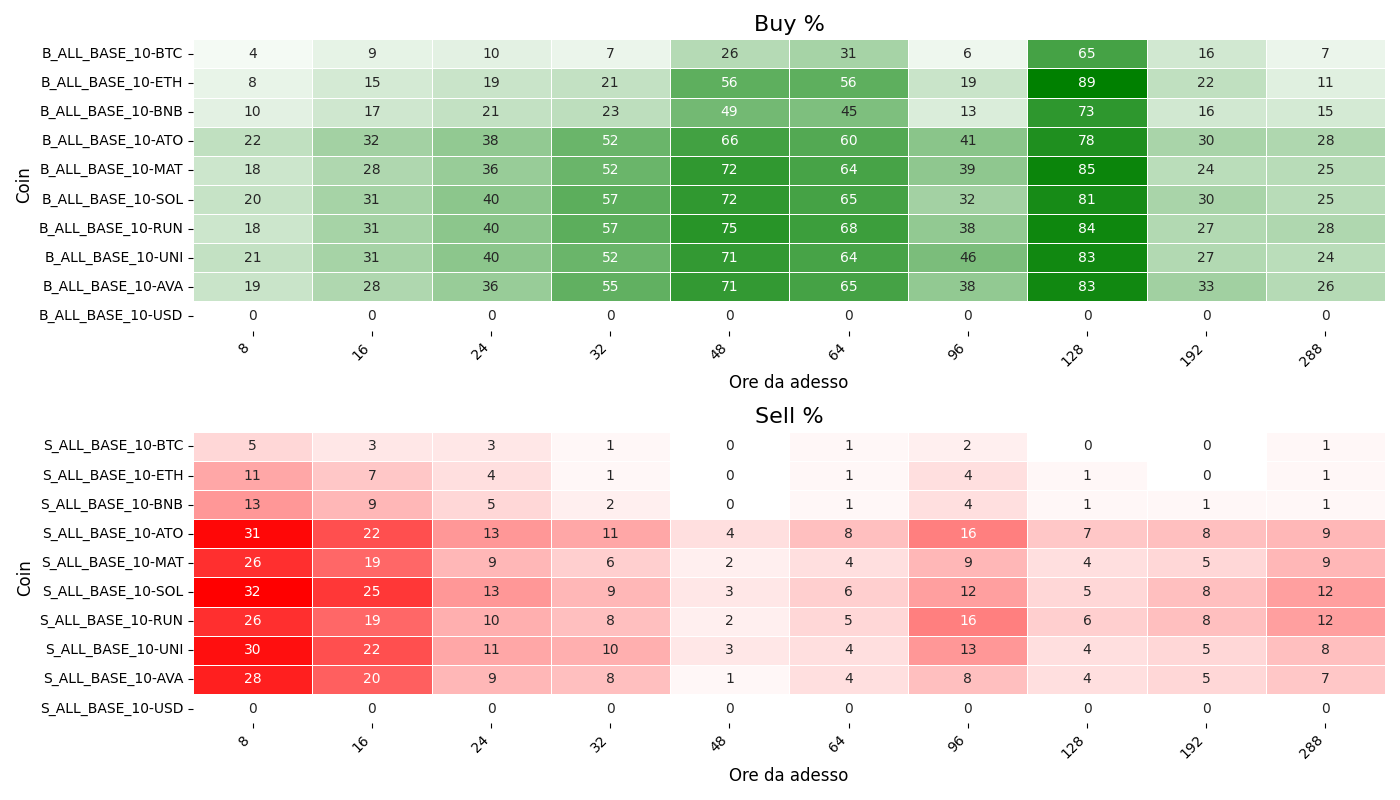 Buy %
Coin
B_ALL_BASE_10-BTC 4 9 10 7 26 31 6 65 16 7
B_ALL_BASE_10-ETH 8 15 19 21 56 56 19 89 22 11
B_ALL_BASE_10-BNB 10 17 21 23 49 45 13 73 16 15
B_ALL_BASE_10-ATO 22 32 38 52 66 60 41 78 30 28
B_ALL_BASE_10-MAT 18 28 36 52 72 64 39 85 24 25
B_ALL_BASE_10-SOL 20 31 40 57 72 65 32 81 30 25
B_ALL_BASE_10-RUN 18 31 40 57 75 68 38 84 27 28
B_ALL_BASE_10-UNI 21 31 40 52 71 64 46 83 27 24
B_ALL_BASE_10-AVA 19 28 36 55 71 65 38 83 33 26
B_ALL_BASE_10-USD 0 0 0 0 0 0 0 0 0 0
8 16 24 32 48 64 96 128 192 288
Ore da adesso
Sell %
Coin
S_ALL_BASE_10-BTC 5 3 3 1 0 1 2 0 0 1
S_ALL_BASE_10-ETH 11 7 4 1 0 1 4 1 0 1
S_ALL_BASE_10-BNB 13 9 5 2 0 1 4 1 1 1
S_ALL_BASE_10-ATO 31 22 13 11 4 8 16 7 8 9
S_ALL_BASE_10-MAT 26 19 9 6 2 4 9 4 5 9
S_ALL_BASE_10-SOL 32 25 13 9 3 6 12 5 8 12
S_ALL_BASE_10-RUN 26 19 10 8 2 5 16 6 8 12
S_ALL_BASE_10-UNI 30 22 11 10 3 4 13 4 5 8
S_ALL_BASE_10-AVA 28 20 9 8 1 4 8 4 5 7
S_ALL_BASE_10-USD 0 0 0 0 0 0 0 0 0 0
8 16 24 32 48 64 96 128 192 288
Ore da adesso